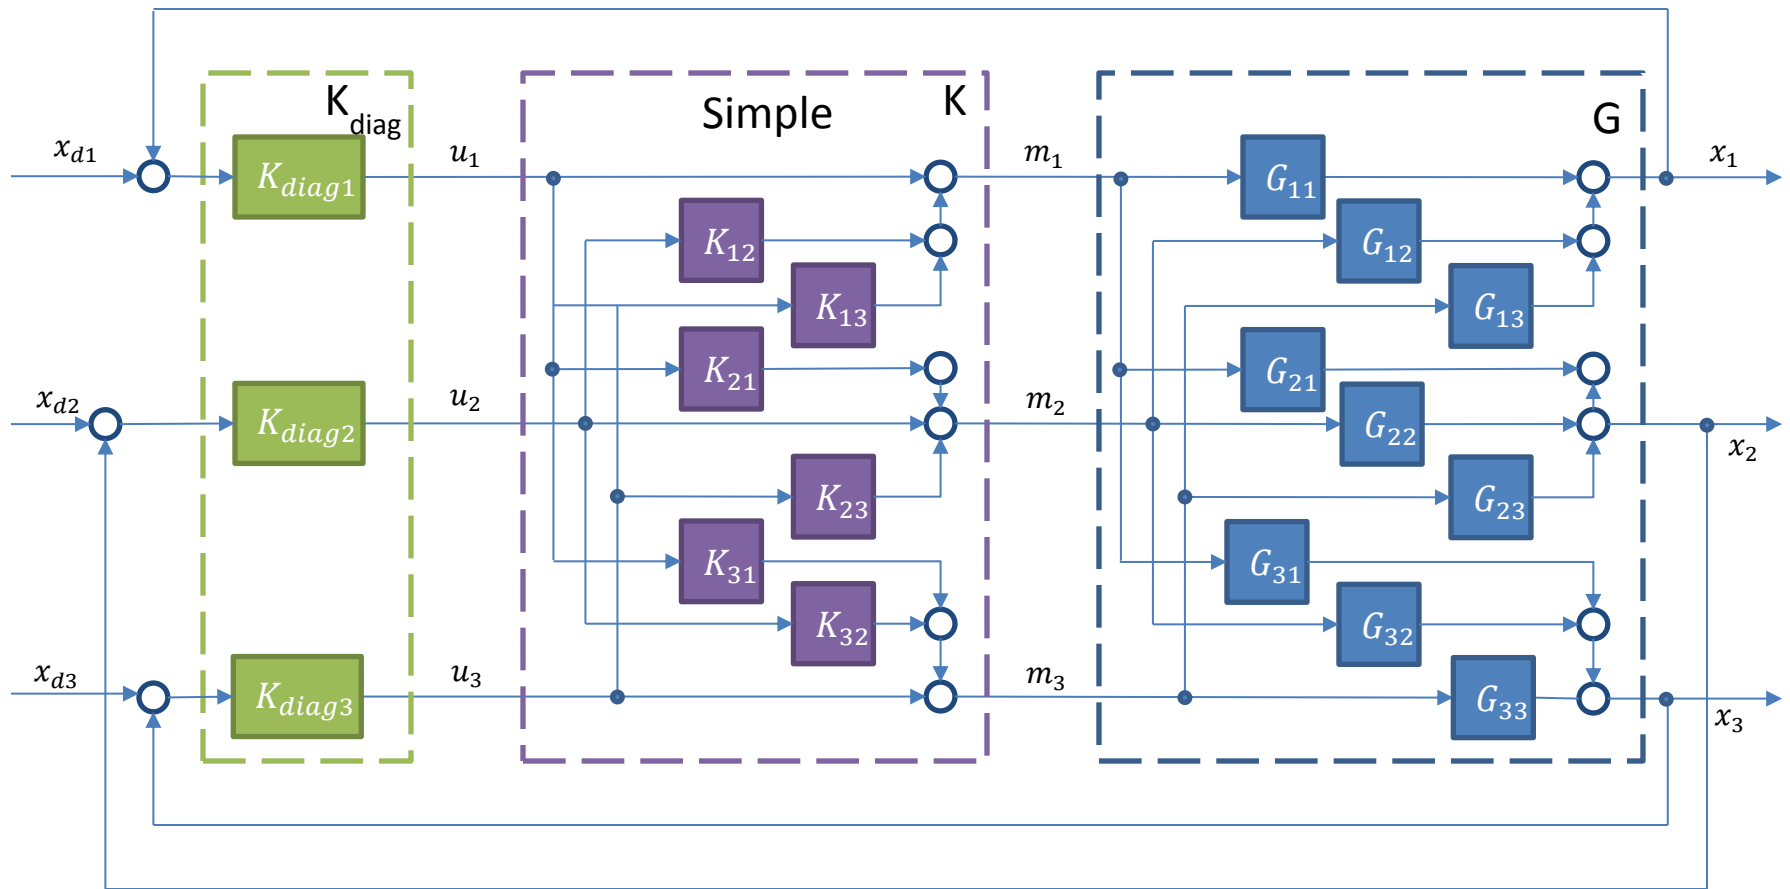 K_diag
Simple
K
G
x_d1
K_diag1
u_1
m_1
G_11
x_1
K_12
G_12
K_13
G_13
K_21
G_21
x_d2
K_diag2
u_2
m_2
G_22
x_2
K_23
G_23
K_31
G_31
K_32
G_32
x_d3
K_diag3
u_3
m_3
G_33
x_3